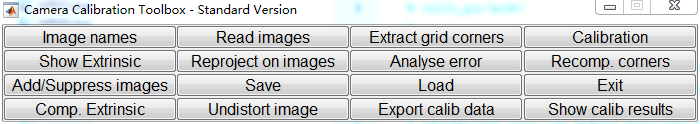 Camera Calibration Toolbox - Standard Version
Image names Read images Extract grid corners Calibration
Show Extrinsic Reproject on images Analyse error Recomp. corners
Add/Suppress images Save Load Exit
Comp. Extrinsic Undistort image Export calib data Show calib results